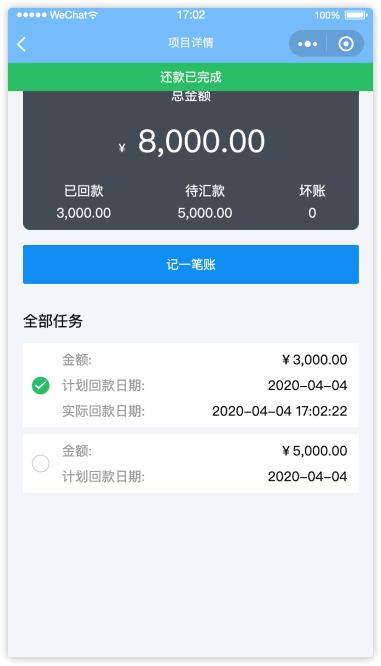 WeChat 17:02 100%
项目详情
还款已完成
总金额
¥ 8,000.00
已回款 待汇款 坏账
3,000.00 5,000.00 0
记一笔账
全部任务
金额: ¥3,000.00
计划回款日期: 2020-04-04
实际回款日期: 2020-04-04 17:02:22
金额: ¥5,000.00
计划回款日期: 2020-04-04